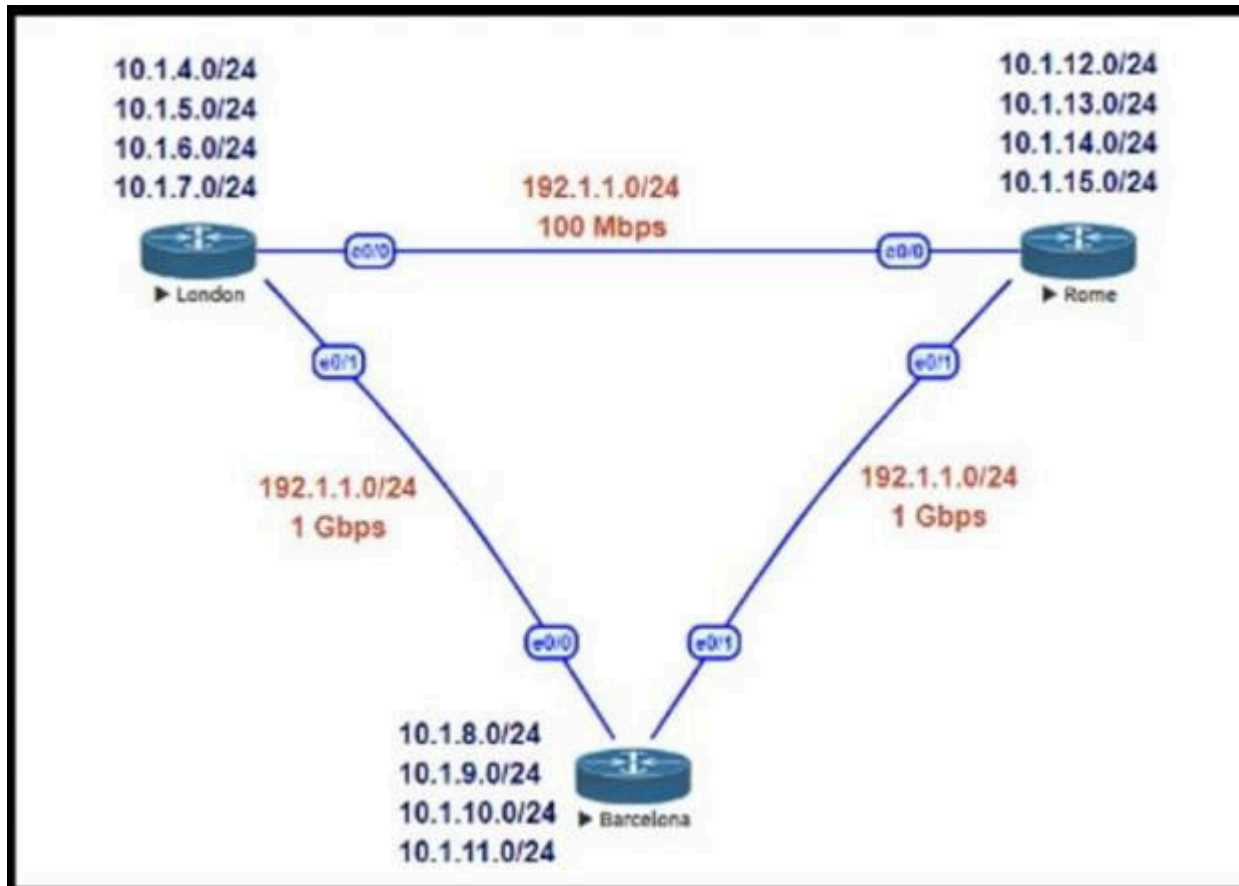 10.1.4.0/24
10.1.5.0/24
10.1.6.0/24
10.1.7.0/24
10.1.12.0/24
10.1.13.0/24
10.1.14.0/24
10.1.15.0/24
192.1.1.0/24
100 Mbps
e0/0
e0/0
London
Rome
e0/1
e0/1
192.1.1.0/24
1 Gbps
192.1.1.0/24
1 Gbps
e0/0
e0/1
10.1.8.0/24
10.1.9.0/24
10.1.10.0/24
10.1.11.0/24
Barcelona